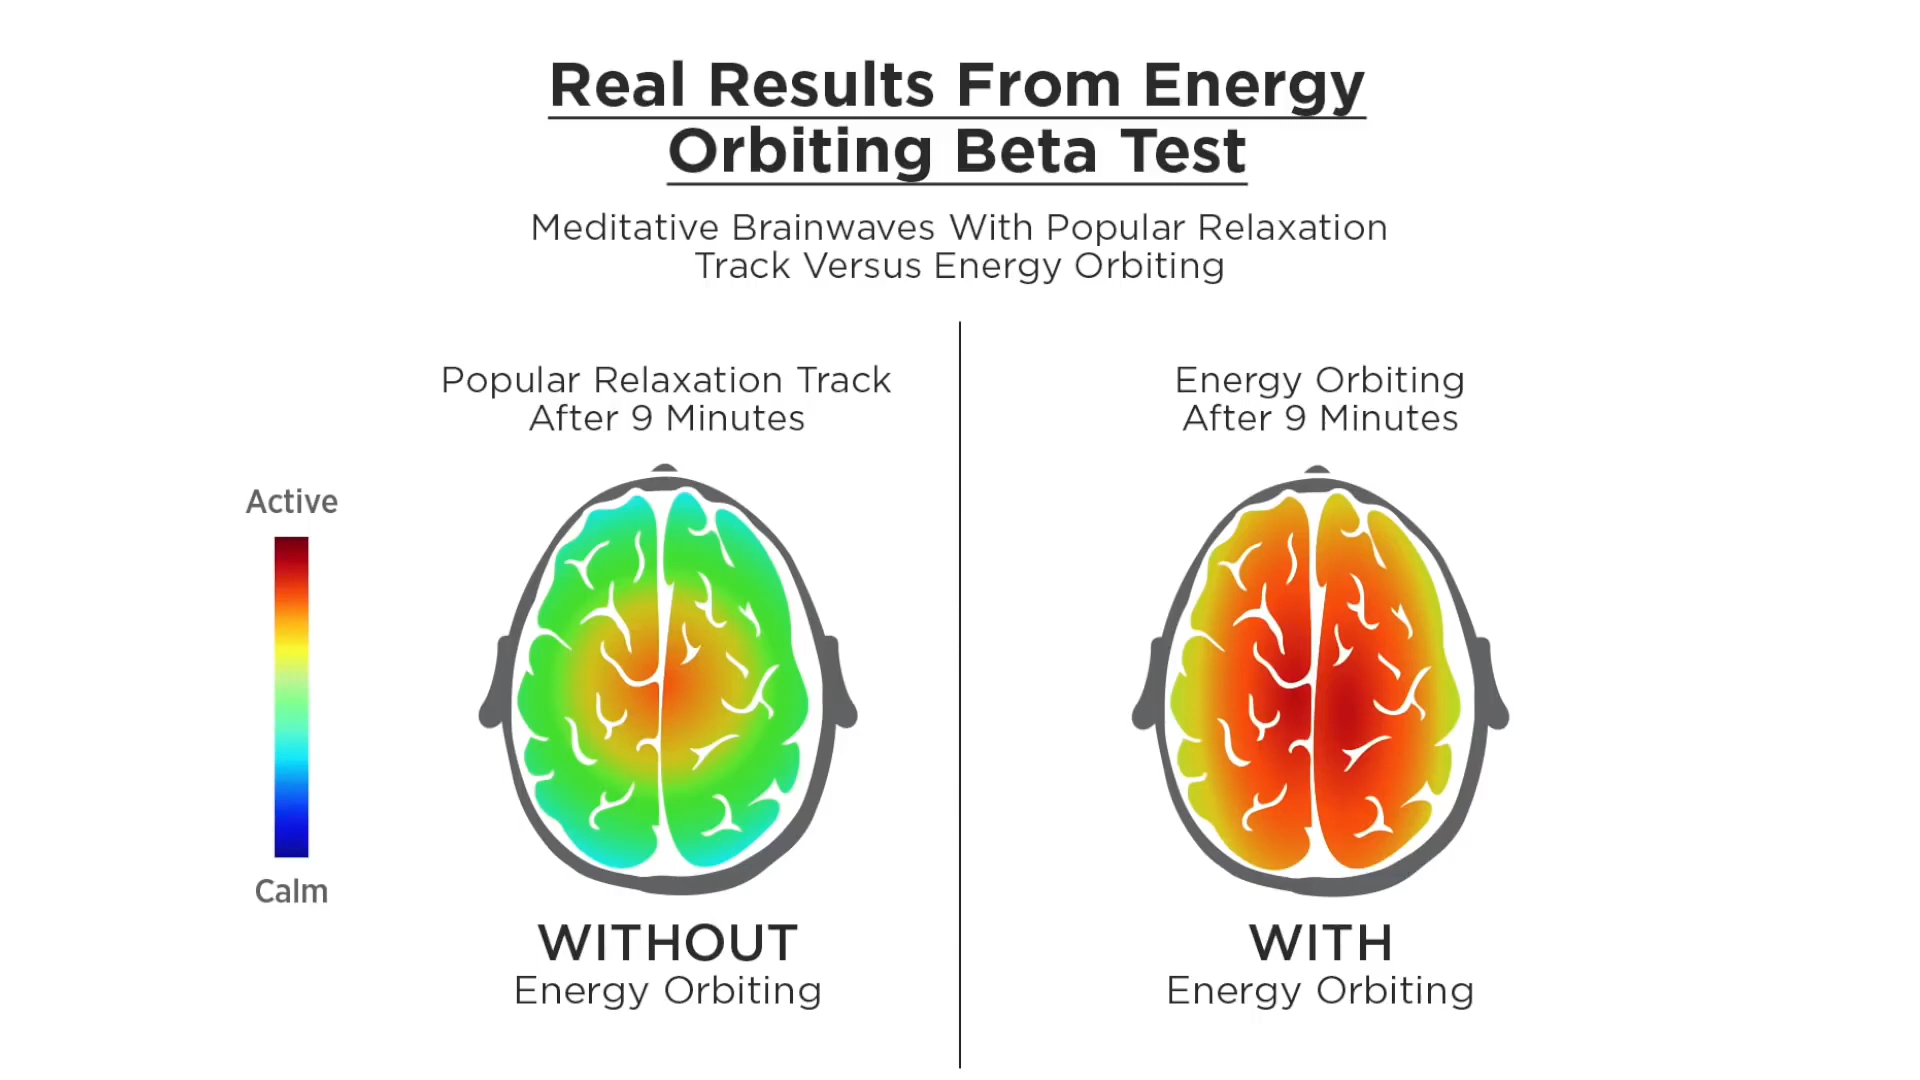 Real Results From Energy
Orbiting Beta Test
Meditative Brainwaves With Popular Relaxation
Track Versus Energy Orbiting
Popular Relaxation Track
After 9 Minutes
Energy Orbiting
After 9 Minutes
Active
Calm
WITHOUT
Energy Orbiting
WITH
Energy Orbiting